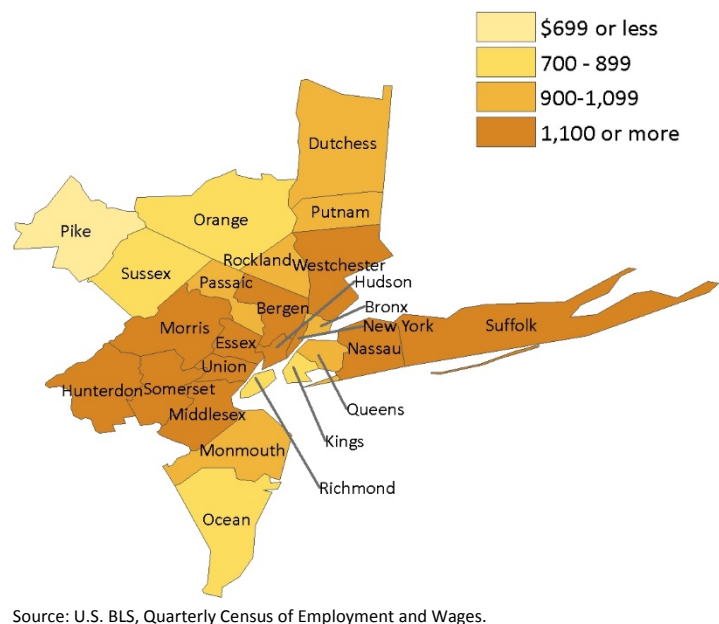 $699 or less
700 - 899
900-1,099
1,100 or more
Dutchess
Putnam
Orange
Pike
Rockland
Westchester
Sussex
Passaic
Hudson
Bergen
Bronx
Morris
New York
Suffolk
Essex
Nassau
Union
Hunterdon
Somerset
Middlesex
Queens
Kings
Monmouth
Richmond
Ocean
Source: U.S. BLS, Quarterly Census of Employment and Wages.